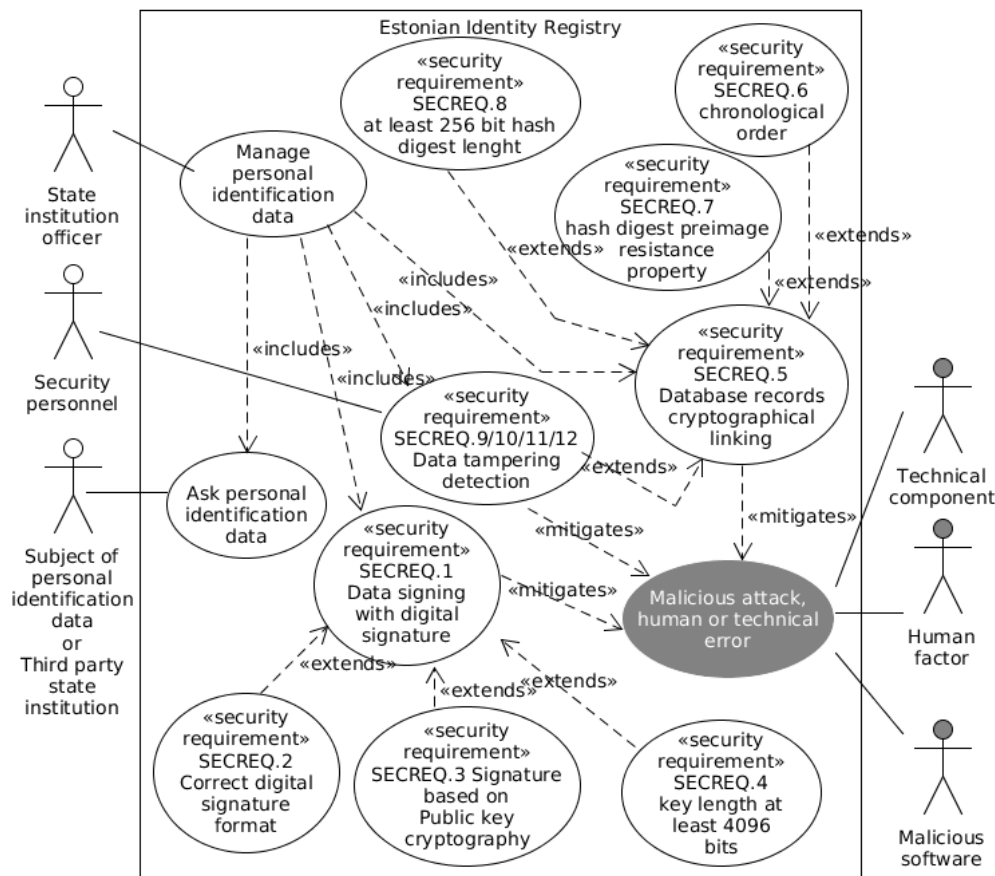 Estonian Identity Registry
State
institution
officer
Security
personnel
Subject of
personal
identification
data
or
Third party
state
institution
Manage
personal
identification
data
Ask personal
identification
data
«security
requirement»
SECREQ.8
at least 256 bit hash
digest lenght
«security
requirement»
SECREQ.6
chronological
order
«security
requirement»
SECREQ.7
hash digest preimage
resistance
property
«extends»
«extends»
«extends»
«includes»
«includes»
«includes»
«includes»
«security
requirement»
SECREQ.5
Database records
cryptographical
linking
«security
requirement»
SECREQ.9/10/11/12
Data tampering
detection
«extends»
«mitigates»
«mitigates»
«security
requirement»
SECREQ.1
Data signing
with digital
signature
«mitigates»
Malicious attack,
human or technical
error
«extends»
«extends»
«extends»
«security
requirement»
SECREQ.2
Correct digital
signature
format
«security
requirement»
SECREQ.3 Signature
based on
Public key
cryptography
«security
requirement»
SECREQ.4
key length at
least 4096
bits
Technical
component
Human
factor
Malicious
software